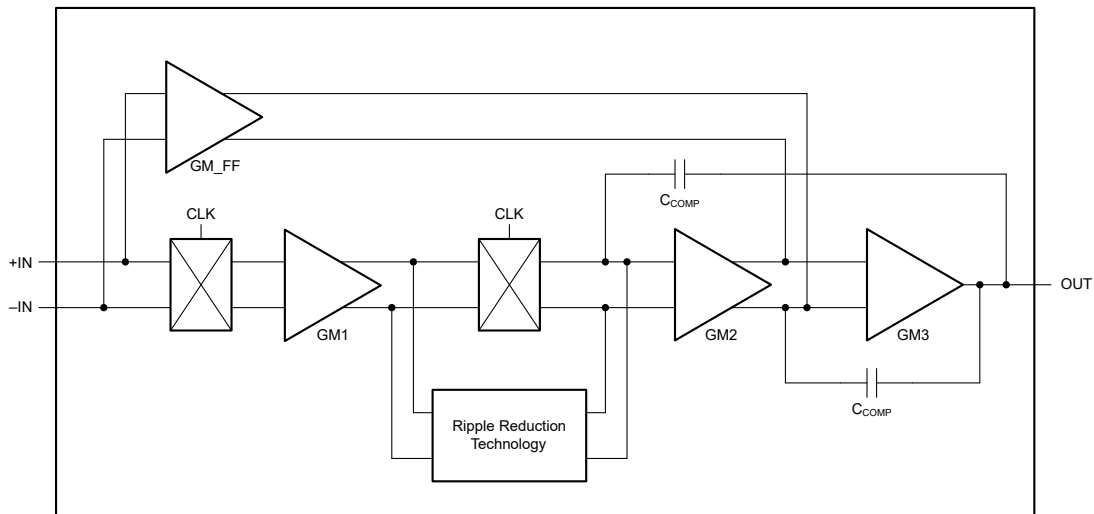 GM_FF
CLK
CLK
C_COMP
+IN
–IN
GM1
GM2
GM3
OUT
C_COMP
Ripple Reduction
Technology